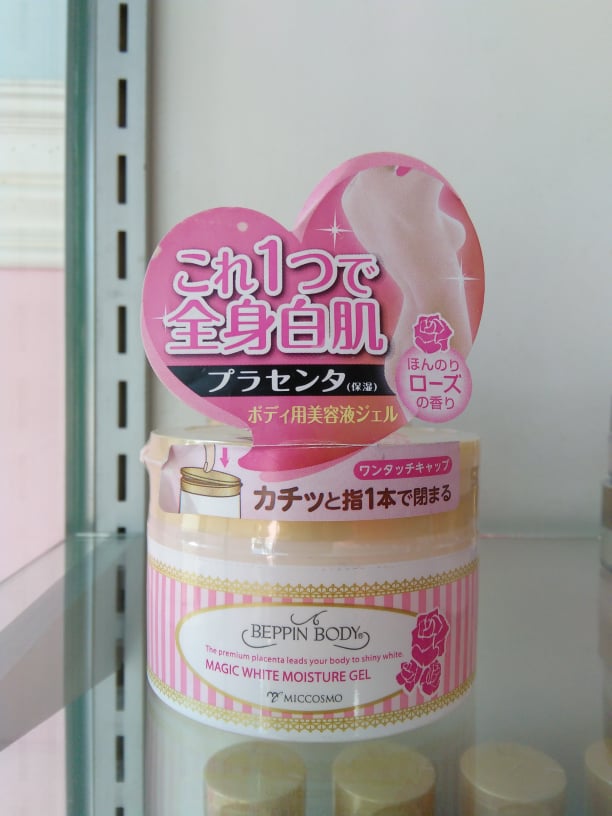 これ1つで
全身白肌
プラセンタ(保湿)
ボディ用美容液ジェル
ほんのり
ローズ
の香り
ワンタッチキャップ
カチッと指1本で閉まる
BEPPIN BODY®
The premium placenta leads your body to shiny white.
MAGIC WHITE MOISTURE GEL
MICCOSMO